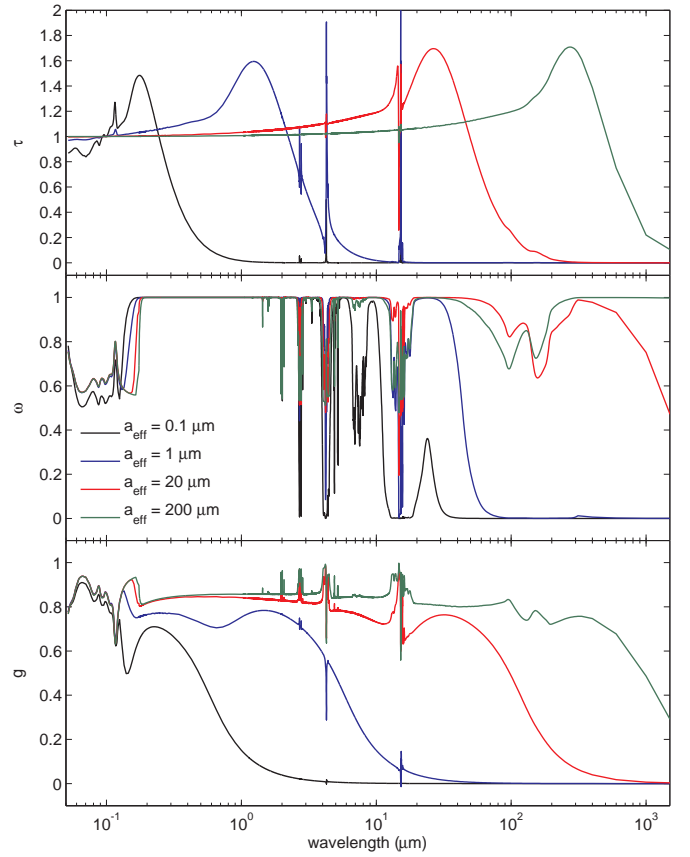 2
1.8
1.6
1.4
1.2
1
0.8
0.6
0.4
0.2
0
τ
1
0.8
0.6
0.4
0.2
0
ω
a_eff = 0.1 μm
a_eff = 1 μm
a_eff = 20 μm
a_eff = 200 μm
1
0.8
0.6
0.4
0.2
0
g
10^-1 10^0 10^1 10^2 10^3
wavelength (μm)